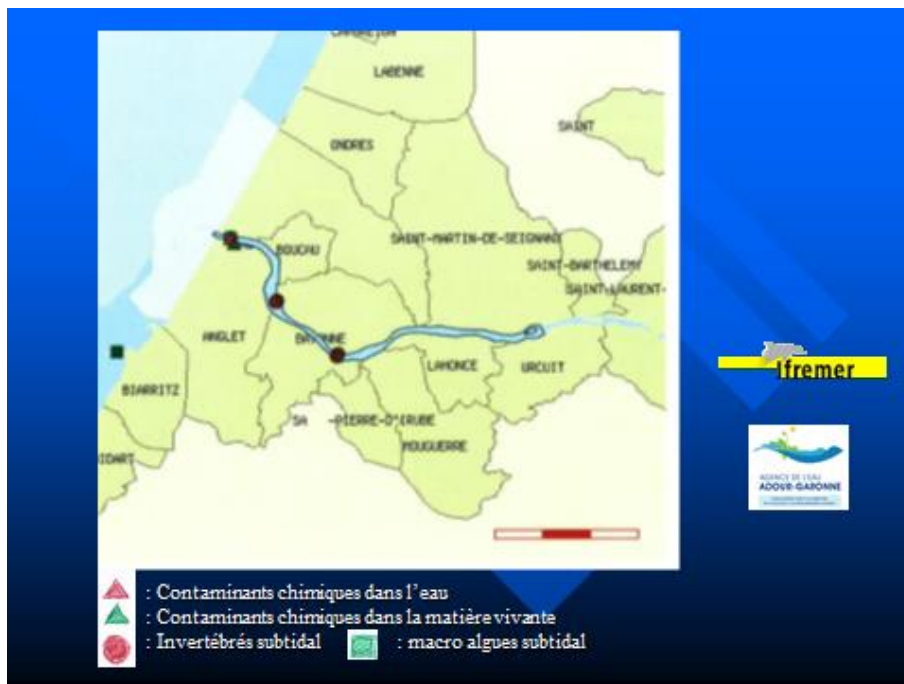 LABENNE
ONDRES
SAINT
SAINT-MARTIN-DE-SEIGNANX
BOUCAU
SAINT-BARTHELEMY
SAINT-LAURENT-
ANGLET
BAYONNE
LAHONCE
URCUIT
BIARRITZ
SA -PIERRE-D'IRUBE
MOUGUERRE
IDART
Ifremer
AGENCE DE L'EAU
ADOUR-GARONNE
: Contaminants chimiques dans l'eau
: Contaminants chimiques dans la matière vivante
: Invertébrés subtidal : macro algues subtidal